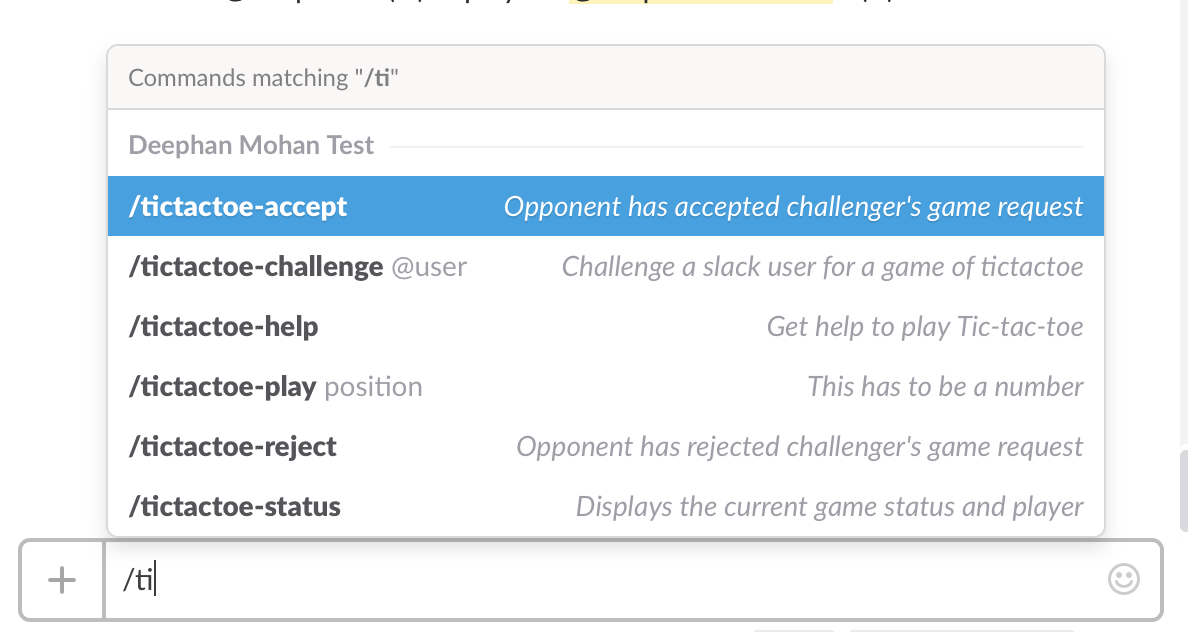 Commands matching "/ti"
Deephan Mohan Test
/tictactoe-accept Opponent has accepted challenger's game request
/tictactoe-challenge @user Challenge a slack user for a game of tictactoe
/tictactoe-help Get help to play Tic-tac-toe
/tictactoe-play position This has to be a number
/tictactoe-reject Opponent has rejected challenger's game request
/tictactoe-status Displays the current game status and player
/ti